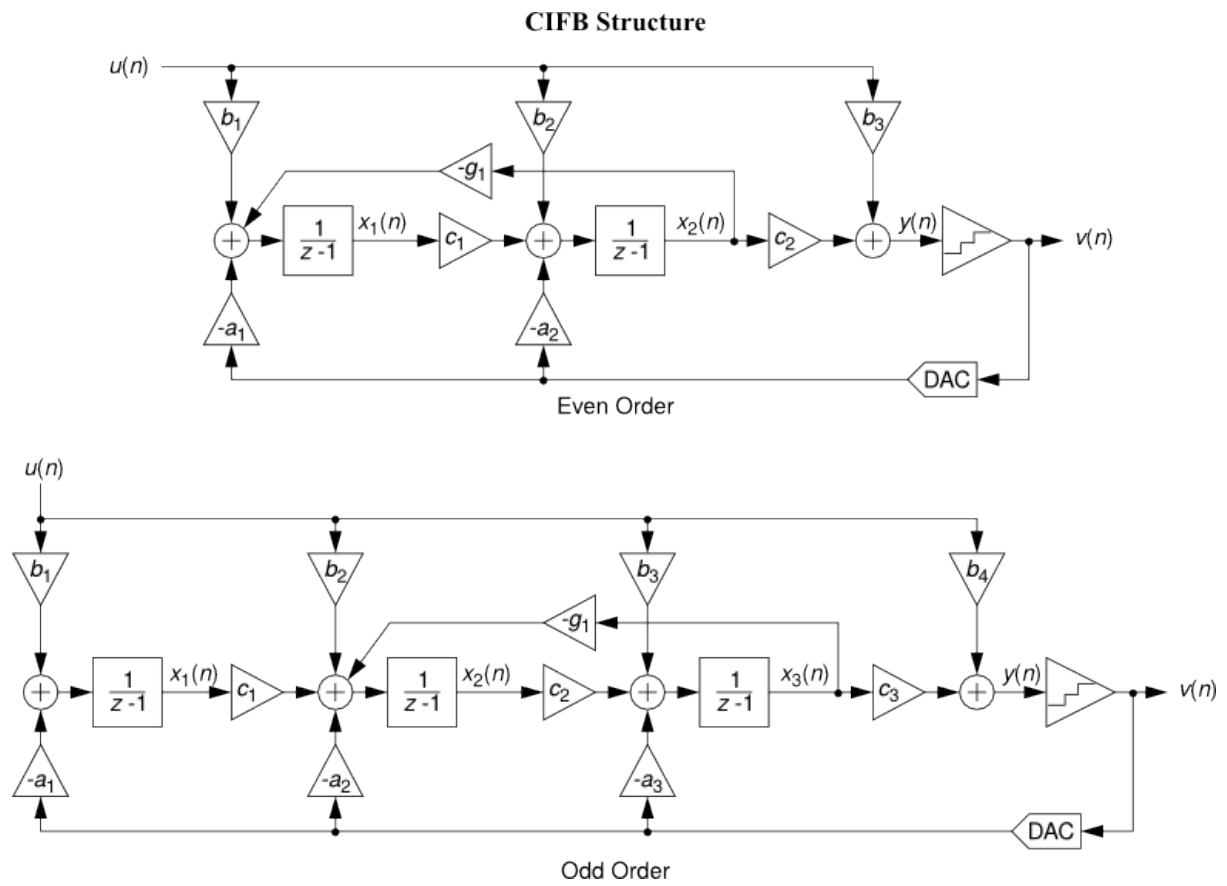 CIFB Structure
u(n)
b1 b2 b3
-g1
+ 1/(z-1) x1(n) c1 + 1/(z-1) x2(n) c2 + y(n) v(n)
-a1 -a2
DAC
Even Order
u(n)
b1 b2 b3 b4
-g1
+ 1/(z-1) x1(n) c1 + 1/(z-1) x2(n) c2 + 1/(z-1) x3(n) c3 + y(n) v(n)
-a1 -a2 -a3
DAC
Odd Order